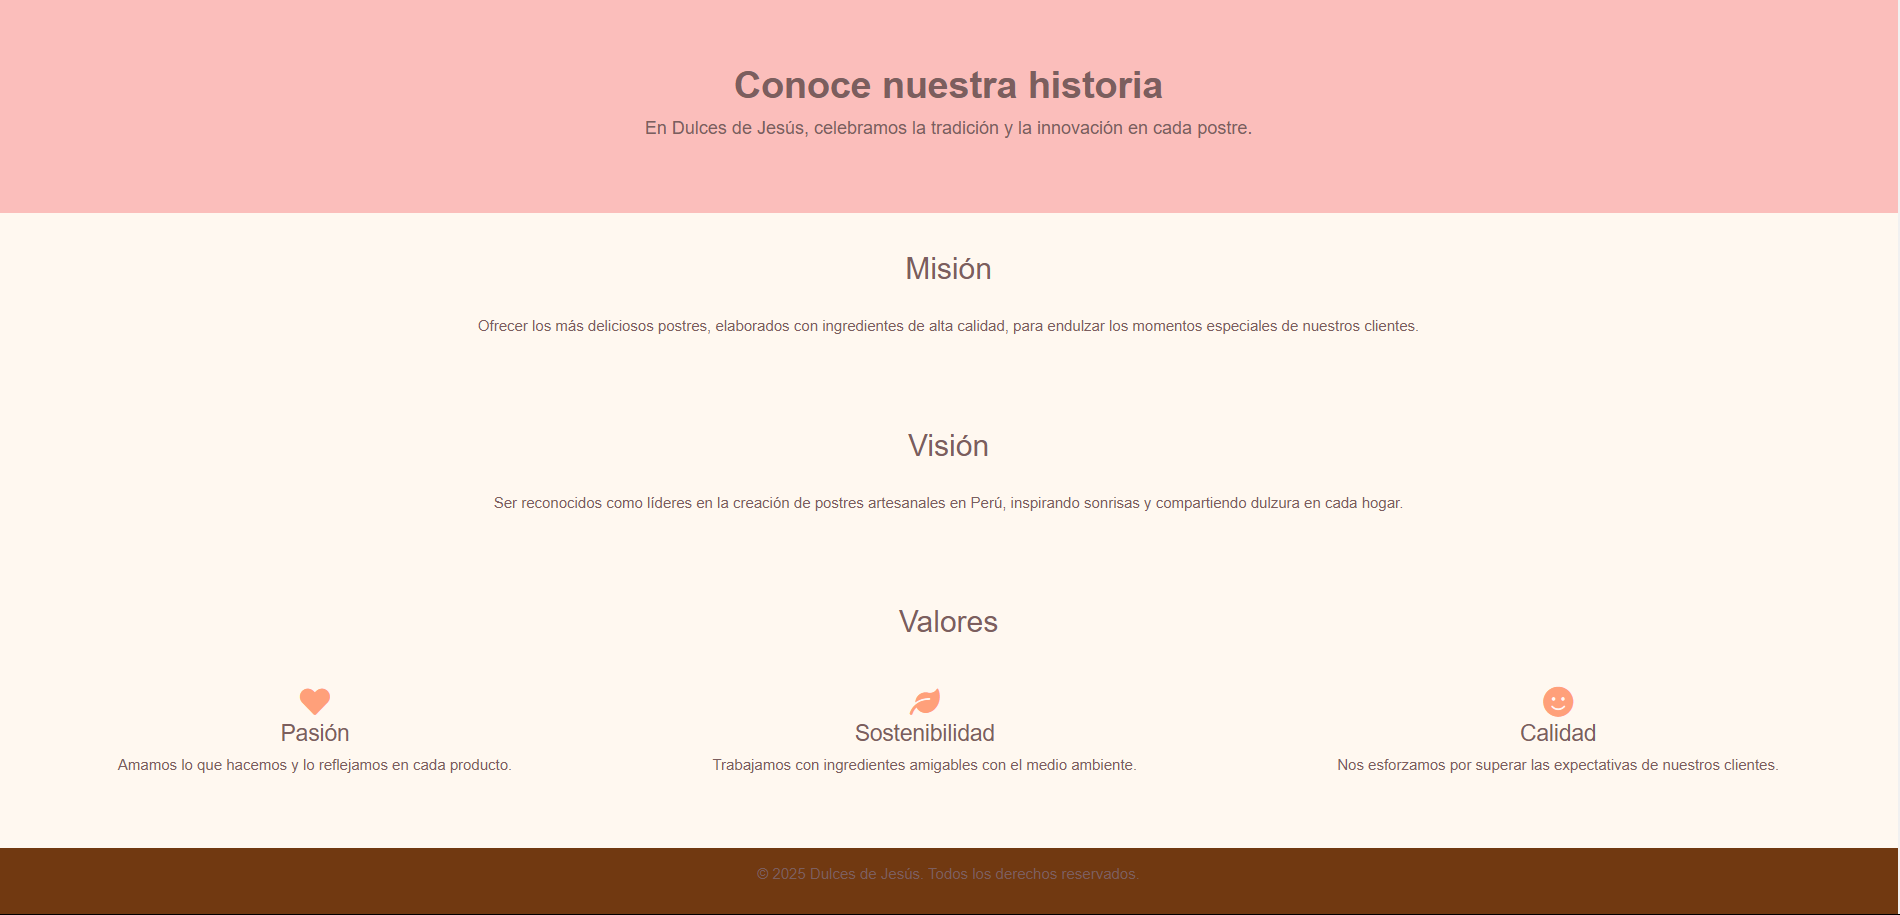 Conoce nuestra historia
En Dulces de Jesús, celebramos la tradición y la innovación en cada postre.
Misión
Ofrecer los más deliciosos postres, elaborados con ingredientes de alta calidad, para endulzar los momentos especiales de nuestros clientes.
Visión
Ser reconocidos como líderes en la creación de postres artesanales en Perú, inspirando sonrisas y compartiendo dulzura en cada hogar.
Valores
Pasión
Amamos lo que hacemos y lo reflejamos en cada producto.
Sostenibilidad
Trabajamos con ingredientes amigables con el medio ambiente.
Calidad
Nos esforzamos por superar las expectativas de nuestros clientes.
© 2025 Dulces de Jesús. Todos los derechos reservados.